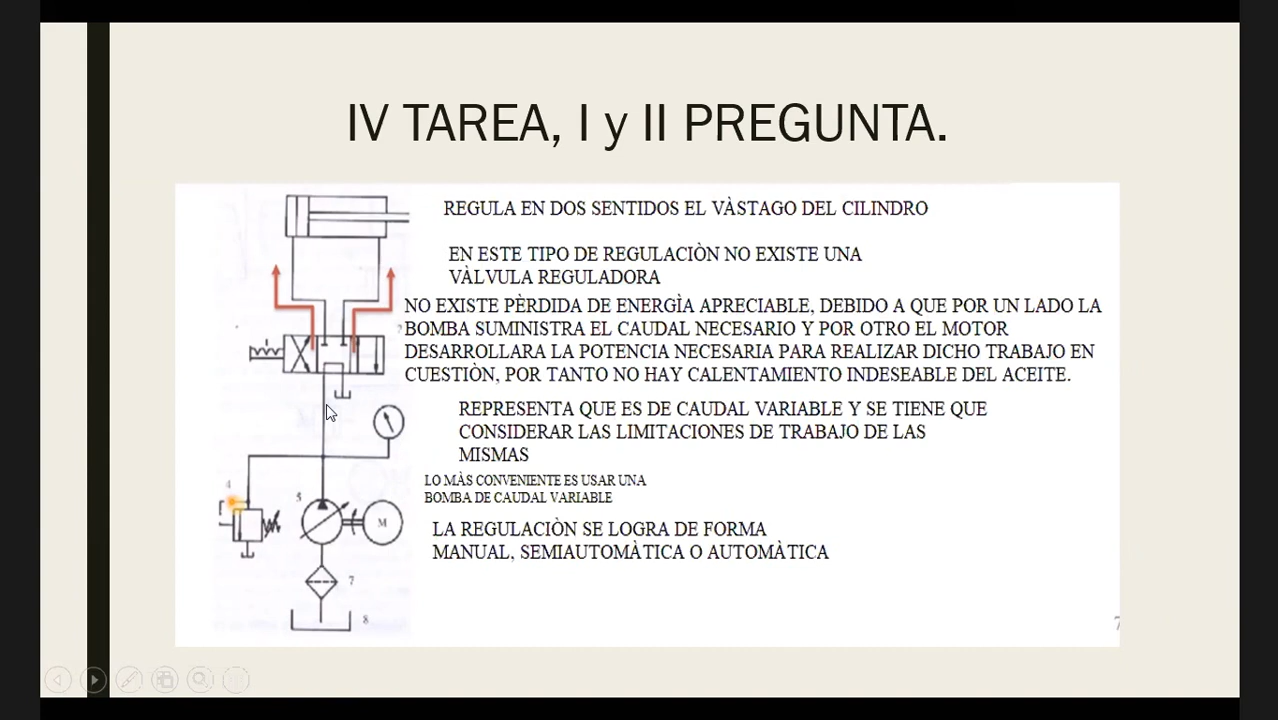 IV TAREA, I y II PREGUNTA.
REGULA EN DOS SENTIDOS EL VÀSTAGO DEL CILINDRO
EN ESTE TIPO DE REGULACIÒN NO EXISTE UNA
VÀLVULA REGULADORA
NO EXISTE PÈRDIDA DE ENERGÌA APRECIABLE, DEBIDO A QUE POR UN LADO LA
BOMBA SUMINISTRA EL CAUDAL NECESARIO Y POR OTRO EL MOTOR
DESARROLLARA LA POTENCIA NECESARIA PARA REALIZAR DICHO TRABAJO EN
CUESTIÒN, POR TANTO NO HAY CALENTAMIENTO INDESEABLE DEL ACEITE.
REPRESENTA QUE ES DE CAUDAL VARIABLE Y SE TIENE QUE
CONSIDERAR LAS LIMITACIONES DE TRABAJO DE LAS
MISMAS
4
5
M
LO MÀS CONVENIENTE ES USAR UNA
BOMBA DE CAUDAL VARIABLE
LA REGULACIÒN SE LOGRA DE FORMA
MANUAL, SEMIAUTOMÀTICA O AUTOMÀTICA
7
8
7